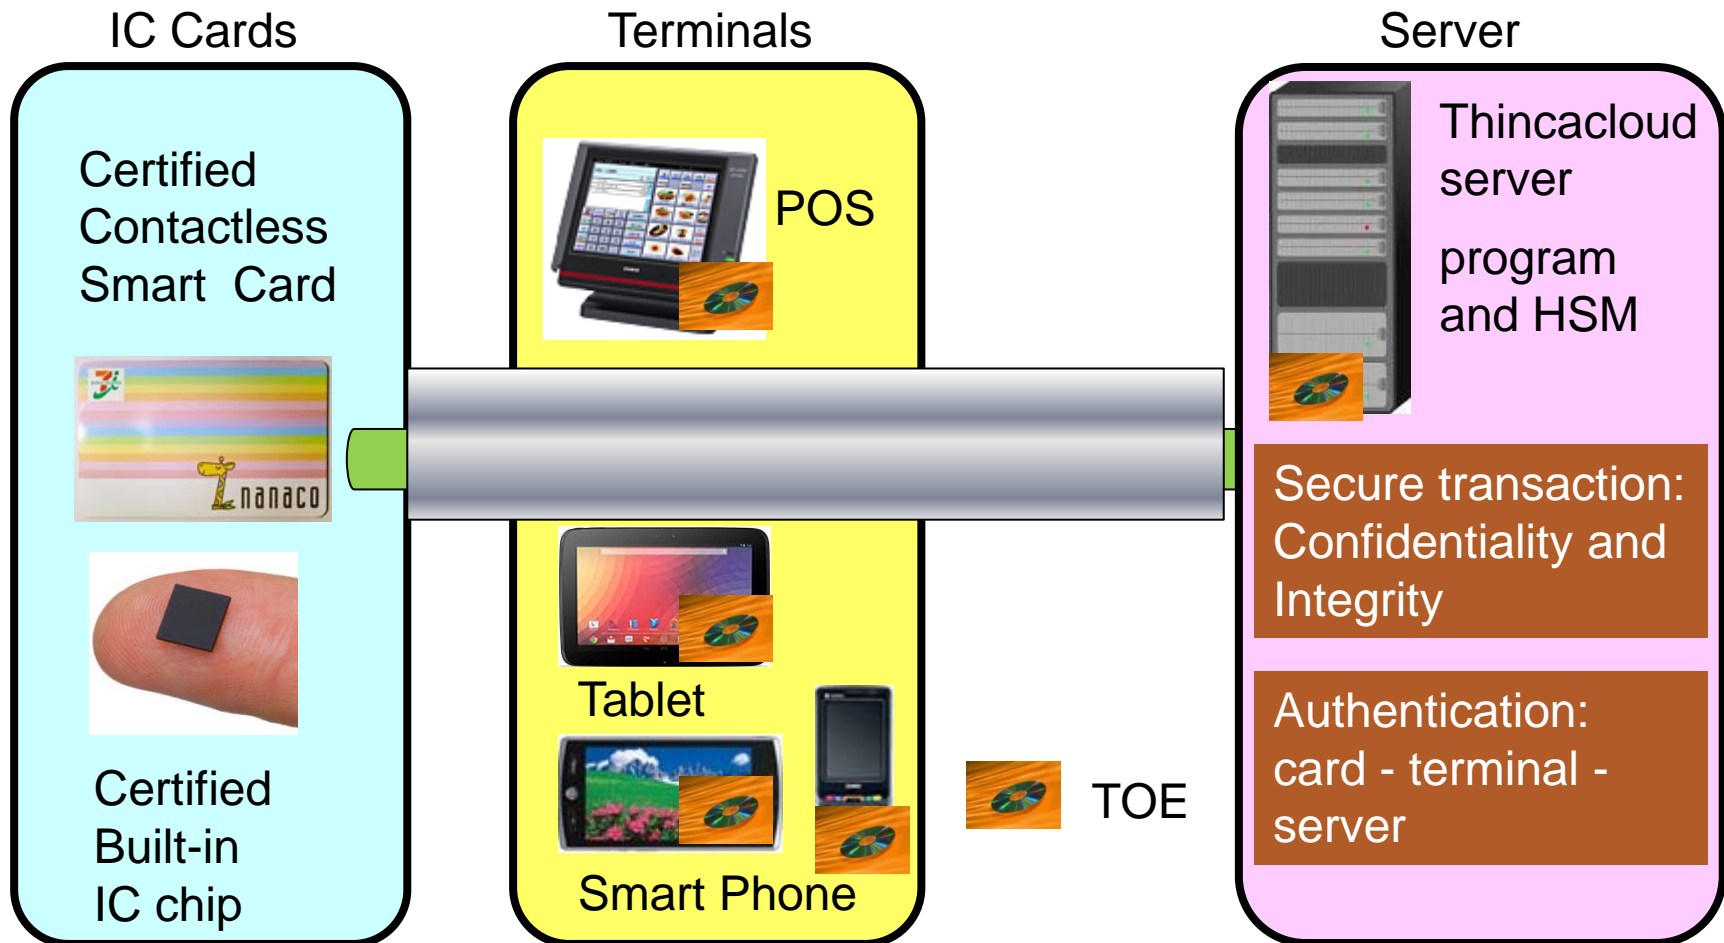 IC Cards
Terminals
Server
Certified
Contactless
Smart Card
nanaco
Certified
Built-in
IC chip
POS
Tablet
Smart Phone
TOE
Thincacloud
server
program
and HSM
Secure transaction:
Confidentiality and
Integrity
Authentication:
card - terminal -
server